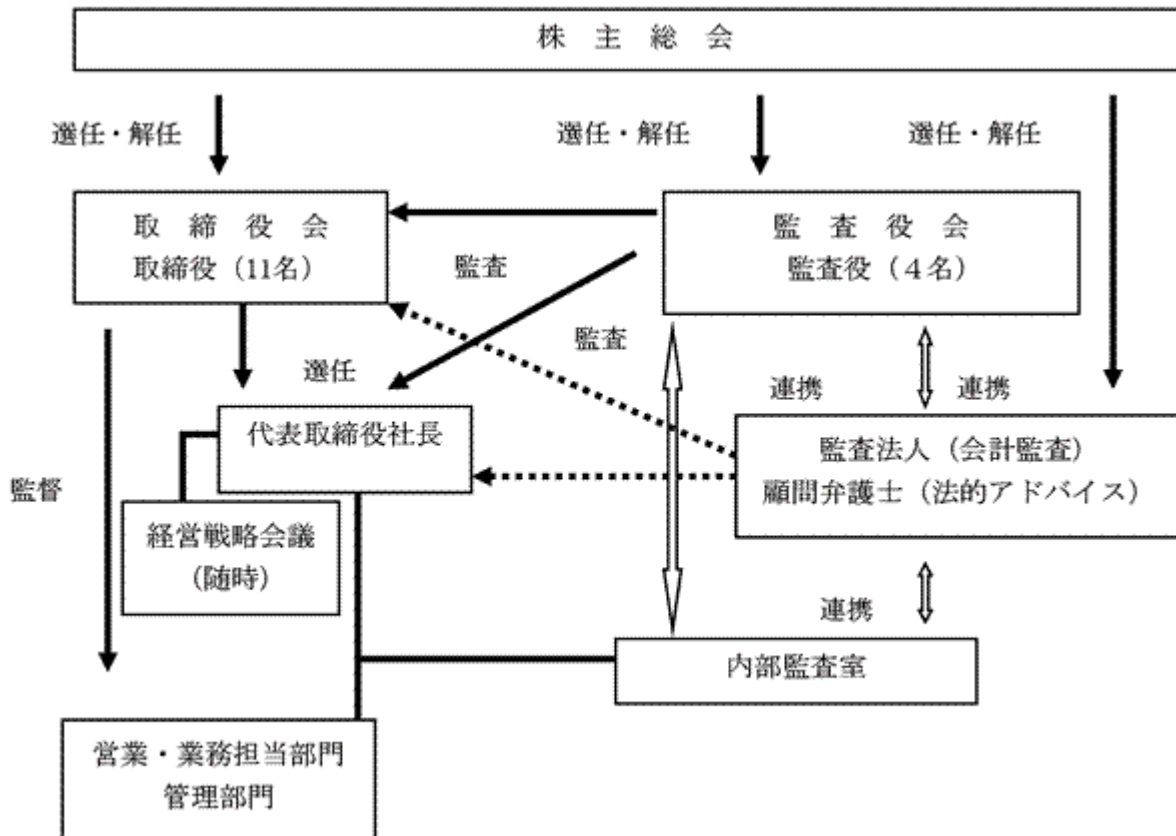 株　主　総　会
選任・解任
選任・解任
選任・解任
取　締　役　会
取締役（11名）
監　査　役　会
監査役（４名）
監査
監査
選任
連携
連携
代表取締役社長
監査法人（会計監査）
顧問弁護士（法的アドバイス）
監督
経営戦略会議
（随時）
連携
内部監査室
営業・業務担当部門
管理部門